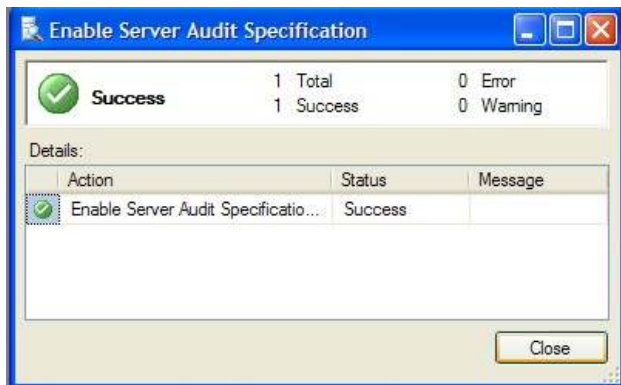 Enable Server Audit Specification
Success
1 Total 0 Error
1 Success 0 Warning
Details:
Action Status Message
Enable Server Audit Specificatio... Success
Close